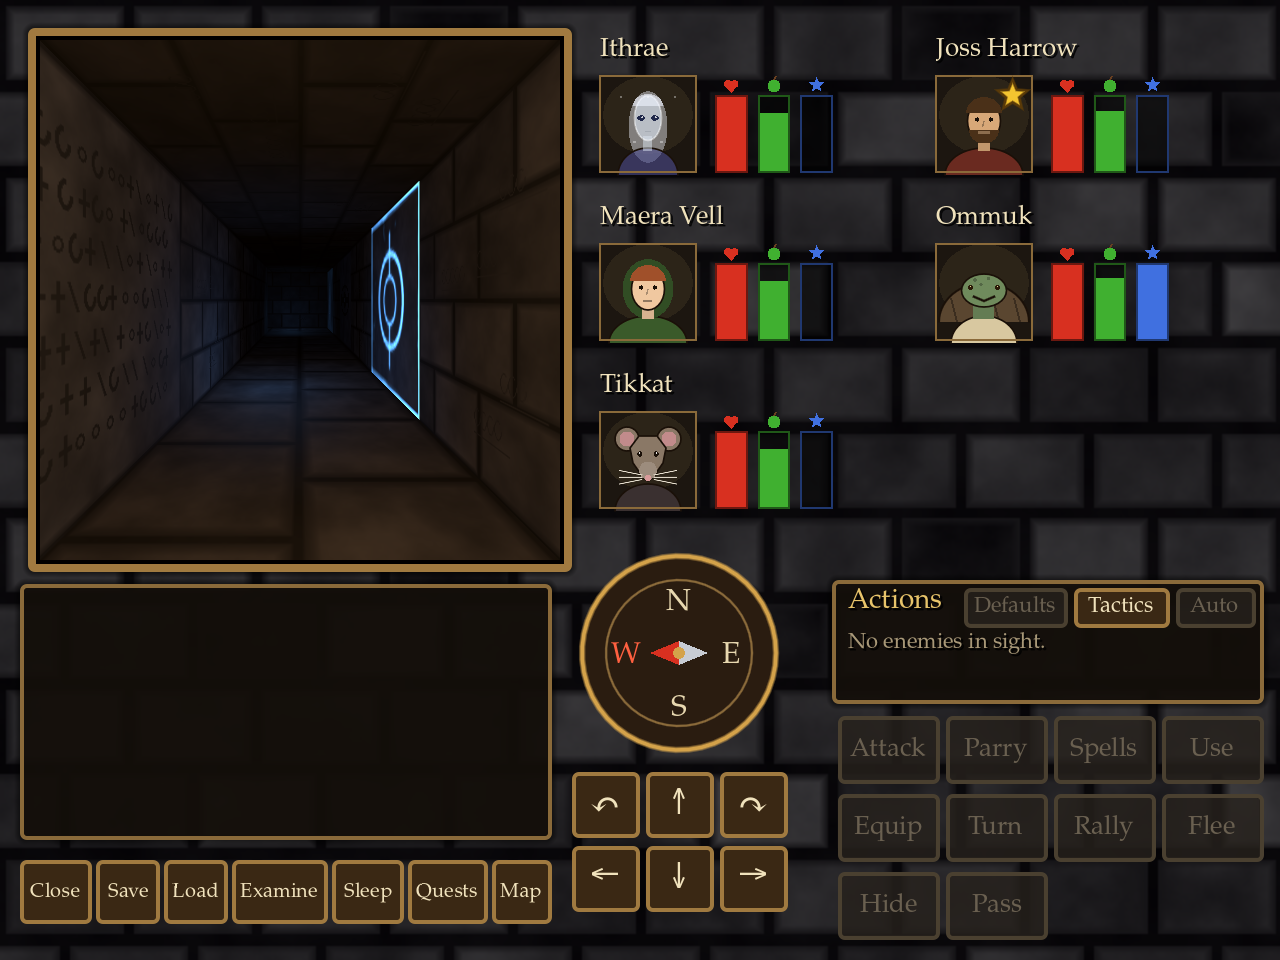 Ithrae
Joss Harrow
Maera Vell
Ommuk
Tikkat
N
W E
S
Actions Defaults Tactics Auto
No enemies in sight.
Attack Parry Spells Use
Equip Turn Rally Flee
Hide Pass
Close Save Load Examine Sleep Quests Map